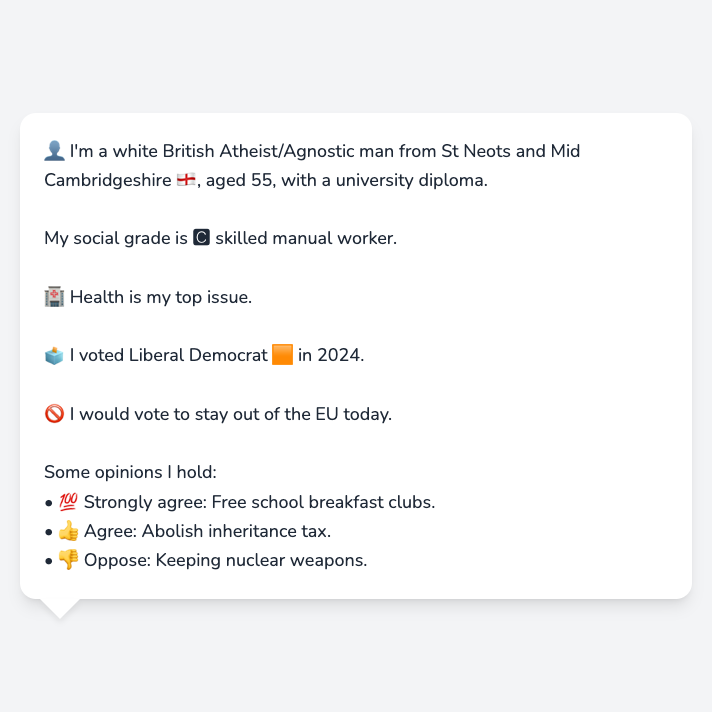 👤 I'm a white British Atheist/Agnostic man from St Neots and Mid
Cambridgeshire 🏴󠁧󠁢󠁥󠁮󠁧󠁿, aged 55, with a university diploma.
My social grade is 🅲 skilled manual worker.
🏥 Health is my top issue.
🗳️ I voted Liberal Democrat 🟧 in 2024.
🚫 I would vote to stay out of the EU today.
Some opinions I hold:
• 💯 Strongly agree: Free school breakfast clubs.
• 👍 Agree: Abolish inheritance tax.
• 👎 Oppose: Keeping nuclear weapons.